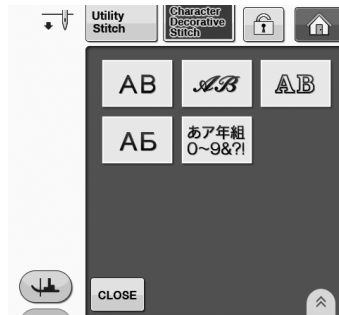 Utility
Stitch
Character
Decorative
Stitch
AB
AB
AB
АБ
あア年組
0~9&?!
CLOSE